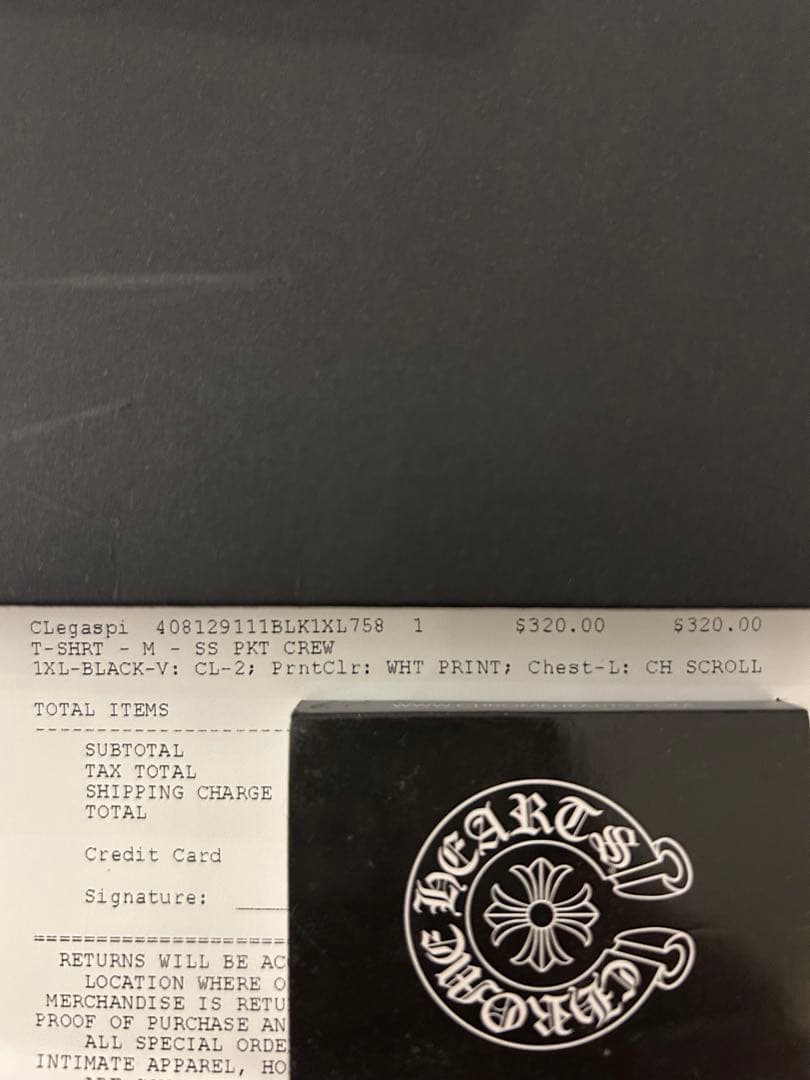 CLegaspi 408129111BLK1XL758 1 $320.00 $320.00
T-SHRT - M - SS PKT CREW
1XL-BLACK-V: CL-2; PrntClr: WHT PRINT; Chest-L: CH SCROLL
TOTAL ITEMS
SUBTOTAL
TAX TOTAL
SHIPPING CHARGE
TOTAL
Credit Card
Signature:
RETURNS WILL BE AC
LOCATION WHERE O
MERCHANDISE IS RETU
PROOF OF PURCHASE AN
ALL SPECIAL ORDE
INTIMATE APPAREL, HO
CHROME HEARTS